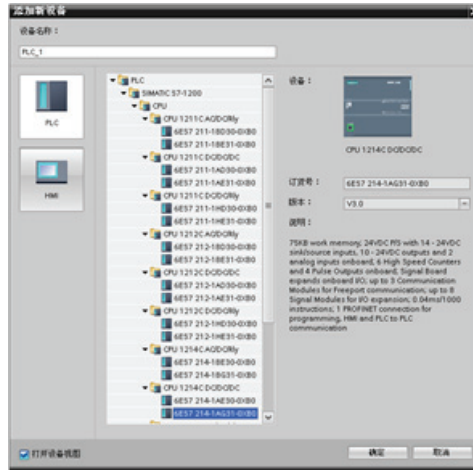 添加新设备
设备名称：
PLC_1
PLC
HMI
PLC
SIMATIC S7-1200
CPU
CPU 1211C AC/DC/Rly
6ES7 211-1BD30-0XB0
6ES7 211-1BE31-0XB0
CPU 1211C DC/DC/DC
6ES7 211-1AD30-0XB0
6ES7 211-1AE31-0XB0
CPU 1211C DC/DC/Rly
6ES7 211-1HD30-0XB0
6ES7 211-1HE31-0XB0
CPU 1212C AC/DC/Rly
6ES7 212-1BD30-0XB0
6ES7 212-1BE31-0XB0
CPU 1212C DC/DC/DC
6ES7 212-1AD30-0XB0
6ES7 212-1AE31-0XB0
CPU 1212C DC/DC/Rly
6ES7 212-1HD30-0XB0
6ES7 212-1HE31-0XB0
CPU 1214C AC/DC/Rly
6ES7 214-1BE30-0XB0
6ES7 214-1BG31-0XB0
CPU 1214C DC/DC/DC
6ES7 214-1AE30-0XB0
6ES7 214-1AG31-0XB0
设备：
CPU 1214C DC/DC/DC
订货号：
6ES7 214-1AG31-0XB0
版本：
V3.0
说明：
75KB work memory; 24VDC P/S with 14 - 24VDC
sink/source inputs, 10 - 24VDC outputs and 2
analog inputs onboard, 6 High Speed Counters
and 4 Pulse Outputs onboard, Signal Board
expands onboard I/O; up to 3 Communication
Modules for Freeport communication; up to 8
Signal Modules for I/O expansion; 0.04ms/1000
instructions; 1 PROFINET connection for
programming, HMI and PLC to PLC
communication
打开设备视图
确定
取消